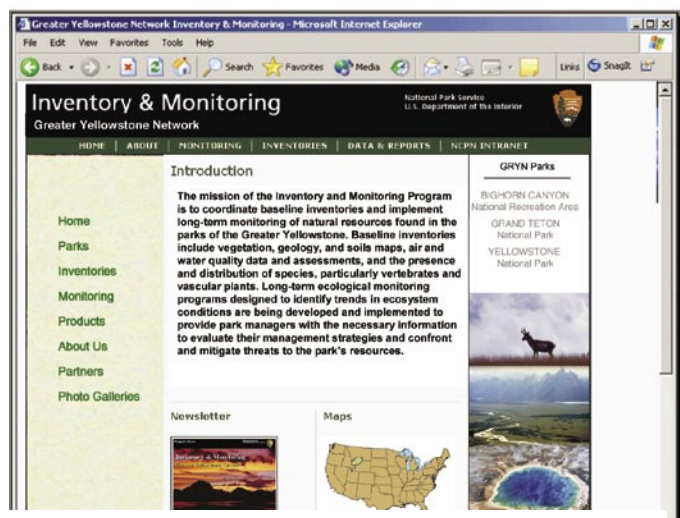 Greater Yellowstone Network Inventory & Monitoring - Microsoft Internet Explorer
File Edit View Favorites Tools Help
Back Search Favorites Media Links SnagIt
Inventory & Monitoring
Greater Yellowstone Network
National Park Service
U.S. Department of the Interior
HOME | ABOUT | MONITORING | INVENTORIES | DATA & REPORTS | NCPN INTRANET
Home
Parks
Inventories
Monitoring
Products
About Us
Partners
Photo Galleries
Introduction
The mission of the Inventory and Monitoring Program
is to coordinate baseline inventories and implement
long-term monitoring of natural resources found in the
parks of the Greater Yellowstone. Baseline inventories
include vegetation, geology, and soils maps, air and
water quality data and assessments, and the presence
and distribution of species, particularly vertebrates and
vascular plants. Long-term ecological monitoring
programs designed to identify trends in ecosystem
conditions are being developed and implemented to
provide park managers with the necessary information
to evaluate their management strategies and confront
and mitigate threats to the park's resources.
Newsletter
Inventory & Monitoring
Maps
GRYN Parks
BIGHORN CANYON
National Recreation Area
GRAND TETON
National Park
YELLOWSTONE
National Park